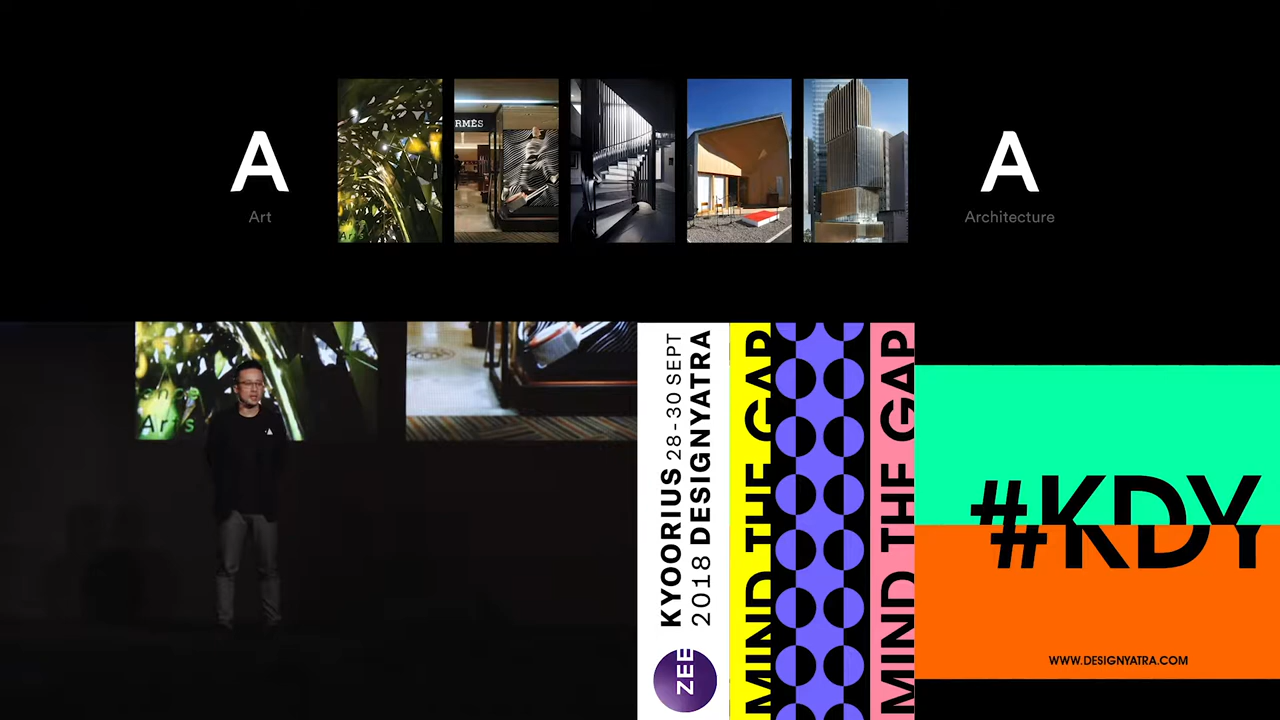 A
Art
RMÈS
A
Architecture
Arts
KYOORIUS 28-30 SEPT
2018 DESIGNYATRA
ZEE
MIND THE GAP
MIND THE GAP
#KDY
WWW.DESIGNYATRA.COM